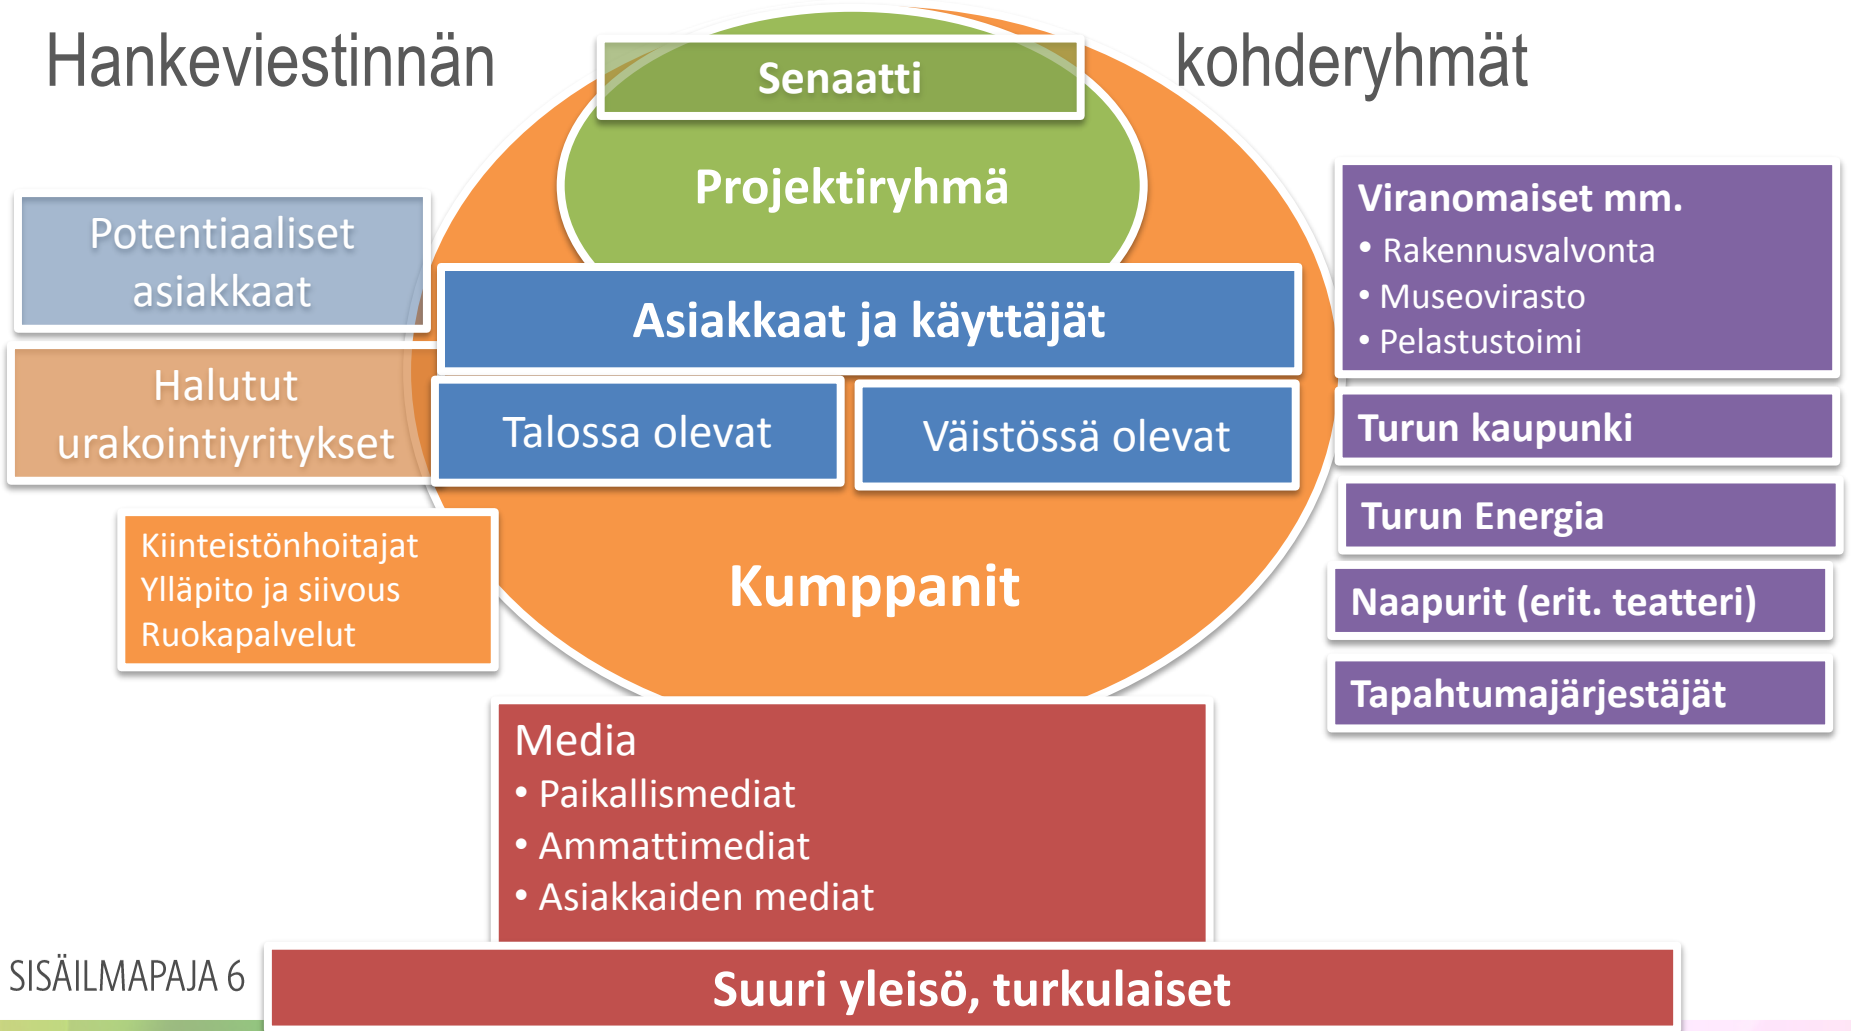 Hankeviestinnän kohderyhmät
Senaatti
Projektiryhmä
Potentiaaliset
asiakkaat
Asiakkaat ja käyttäjät
Halutut
urakointiyritykset
Talossa olevat
Väistössä olevat
Kiinteistönhoitajat
Ylläpito ja siivous
Ruokapalvelut
Kumppanit
Viranomaiset mm.
• Rakennusvalvonta
• Museovirasto
• Pelastustoimi
Turun kaupunki
Turun Energia
Naapurit (erit. teatteri)
Tapahtumajärjestäjät
Media
• Paikallismediat
• Ammattimediat
• Asiakkaiden mediat
SISÄILMAPAJA 6
Suuri yleisö, turkulaiset